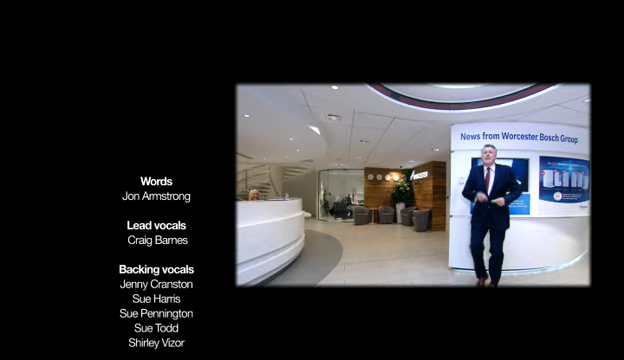 Words
Jon Armstrong
Lead vocals
Craig Barnes
Backing vocals
Jenny Cranston
Sue Harris
Sue Pennington
Sue Todd
Shirley Vizor
News from Worcester, Bosch Group